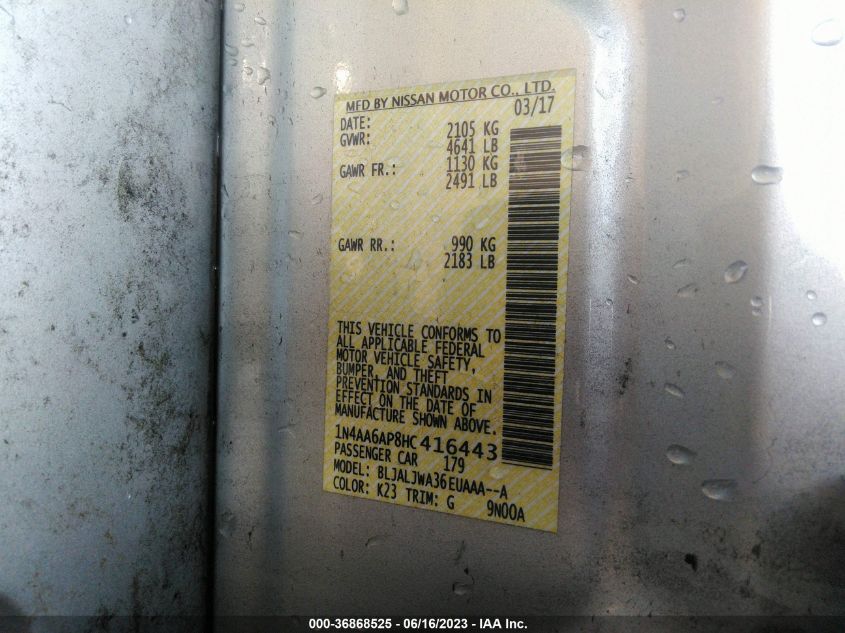 MFD BY NISSAN MOTOR CO., LTD.
DATE: 03/17
GVWR: 2105 KG
4641 LB
GAWR FR.: 1130 KG
2491 LB
GAWR RR.: 990 KG
2183 LB
THIS VEHICLE CONFORMS TO
ALL APPLICABLE FEDERAL
MOTOR VEHICLE SAFETY,
BUMPER, AND THEFT
PREVENTION STANDARDS IN
EFFECT ON THE DATE OF
MANUFACTURE SHOWN ABOVE.
1N4AA6AP8HC416443
PASSENGER CAR 179
MODEL: BLJALJWA36EUAAA--A
COLOR: K23 TRIM: G 9N00A
000-36868525 - 06/16/2023 - IAA Inc.